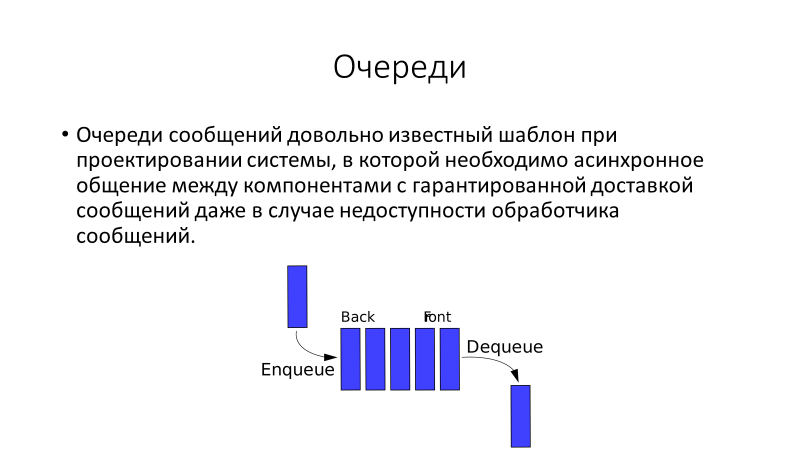 Очереди
• Очереди сообщений довольно известный шаблон при
проектировании системы, в которой необходимо асинхронное
общение между компонентами с гарантированной доставкой
сообщений даже в случае недоступности обработчика
сообщений.
Back Front
Dequeue
Enqueue